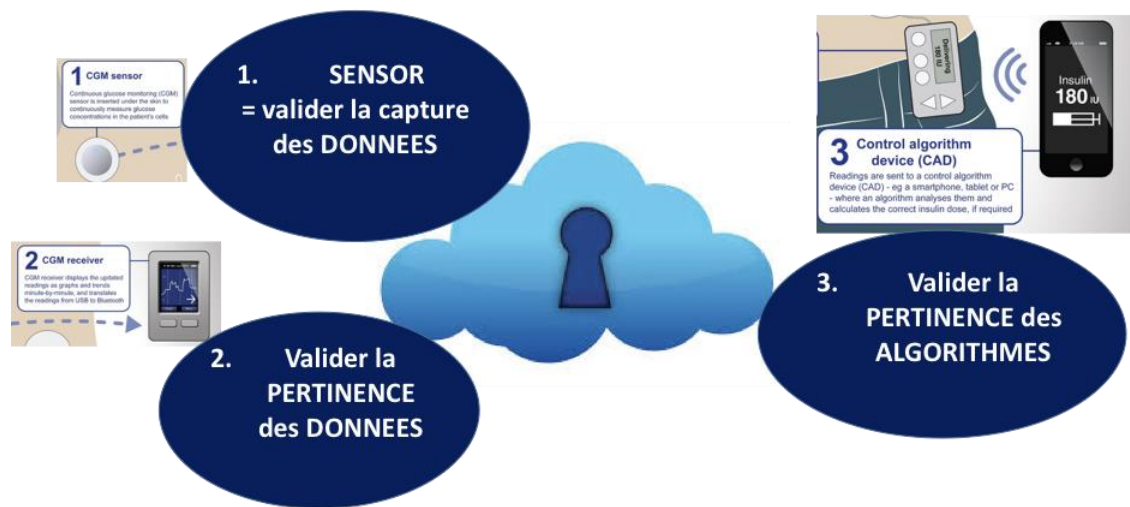 1 CGM sensor
Continuous glucose monitoring (CGM)
sensor is inserted under the skin to
continuously measure glucose
concentrations in the patient's cells
1. SENSOR
= valider la capture
des DONNEES
2 CGM receiver
CGM receiver displays the updated
readings as graphs and trends
minute-by-minute, and translates
the readings from USB to Bluetooth
2. Valider la
PERTINENCE
des DONNEES
Delivering
180 IU
Insulin
180 IU
3 Control algorithm
device (CAD)
Readings are sent to a control algorithm
device (CAD) - eg a smartphone, tablet or PC
- where an algorithm analyses them and
calculates the correct insulin dose, if required
3. Valider la
PERTINENCE des
ALGORITHMES